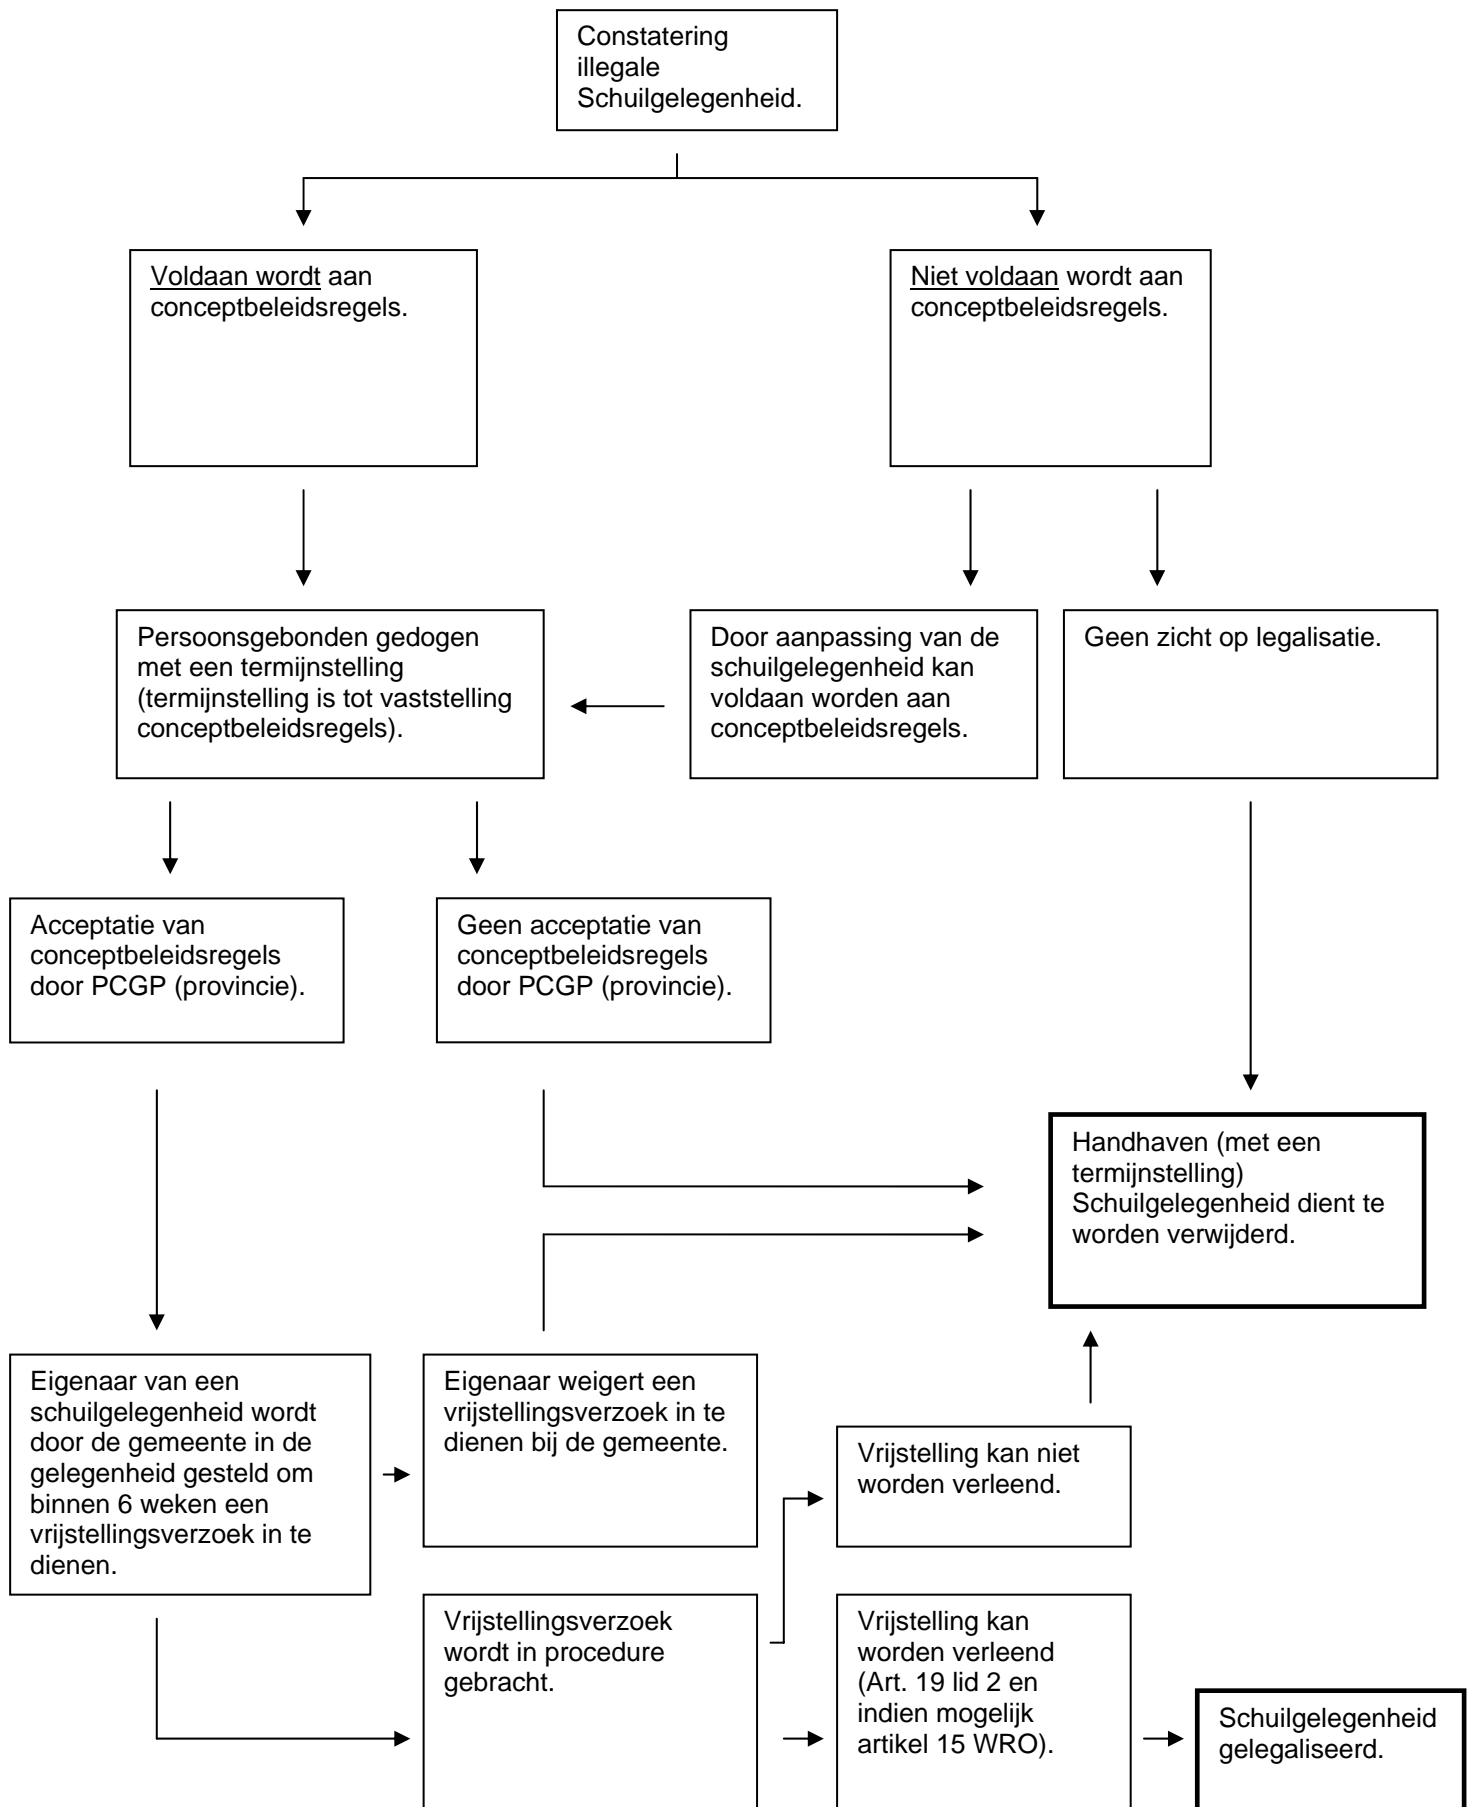 Constatering
illegale
Schuilgelegenheid.
Voldaan wordt aan
conceptbeleidsregels.
Niet voldaan wordt aan
conceptbeleidsregels.
Persoonsgebonden gedogen
met een termijnstelling
(termijnstelling is tot vaststelling
conceptbeleidsregels).
Door aanpassing van de
schuilgelegenheid kan
voldaan worden aan
conceptbeleidsregels.
Geen zicht op legalisatie.
Acceptatie van
conceptbeleidsregels
door PCGP (provincie).
Geen acceptatie van
conceptbeleidsregels
door PCGP (provincie).
Handhaven (met een
termijnstelling)
Schuilgelegenheid dient te
worden verwijderd.
Eigenaar van een
schuilgelegenheid wordt
door de gemeente in de
gelegenheid gesteld om
binnen 6 weken een
vrijstellingsverzoek in te
dienen.
Eigenaar weigert een
vrijstellingsverzoek in te
dienen bij de gemeente.
Vrijstelling kan niet
worden verleend.
Vrijstellingsverzoek
wordt in procedure
gebracht.
Vrijstelling kan
worden verleend
(Art. 19 lid 2 en
indien mogelijk
artikel 15 WRO).
Schuilgelegenheid
gelegaliseerd.